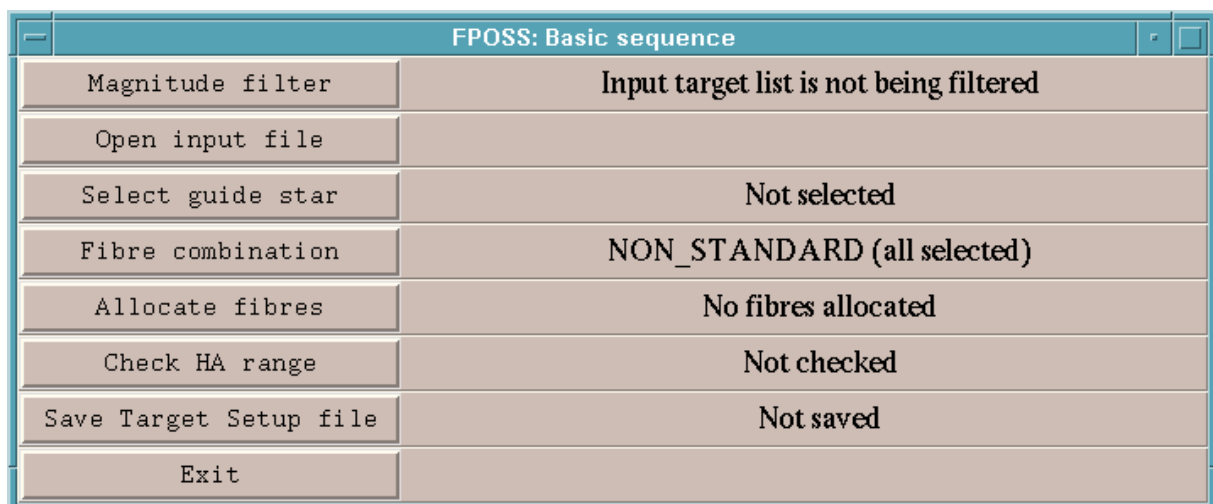 FPOSS: Basic sequence
Magnitude filter Input target list is not being filtered
Open input file
Select guide star Not selected
Fibre combination NON_STANDARD (all selected)
Allocate fibres No fibres allocated
Check HA range Not checked
Save Target Setup file Not saved
Exit